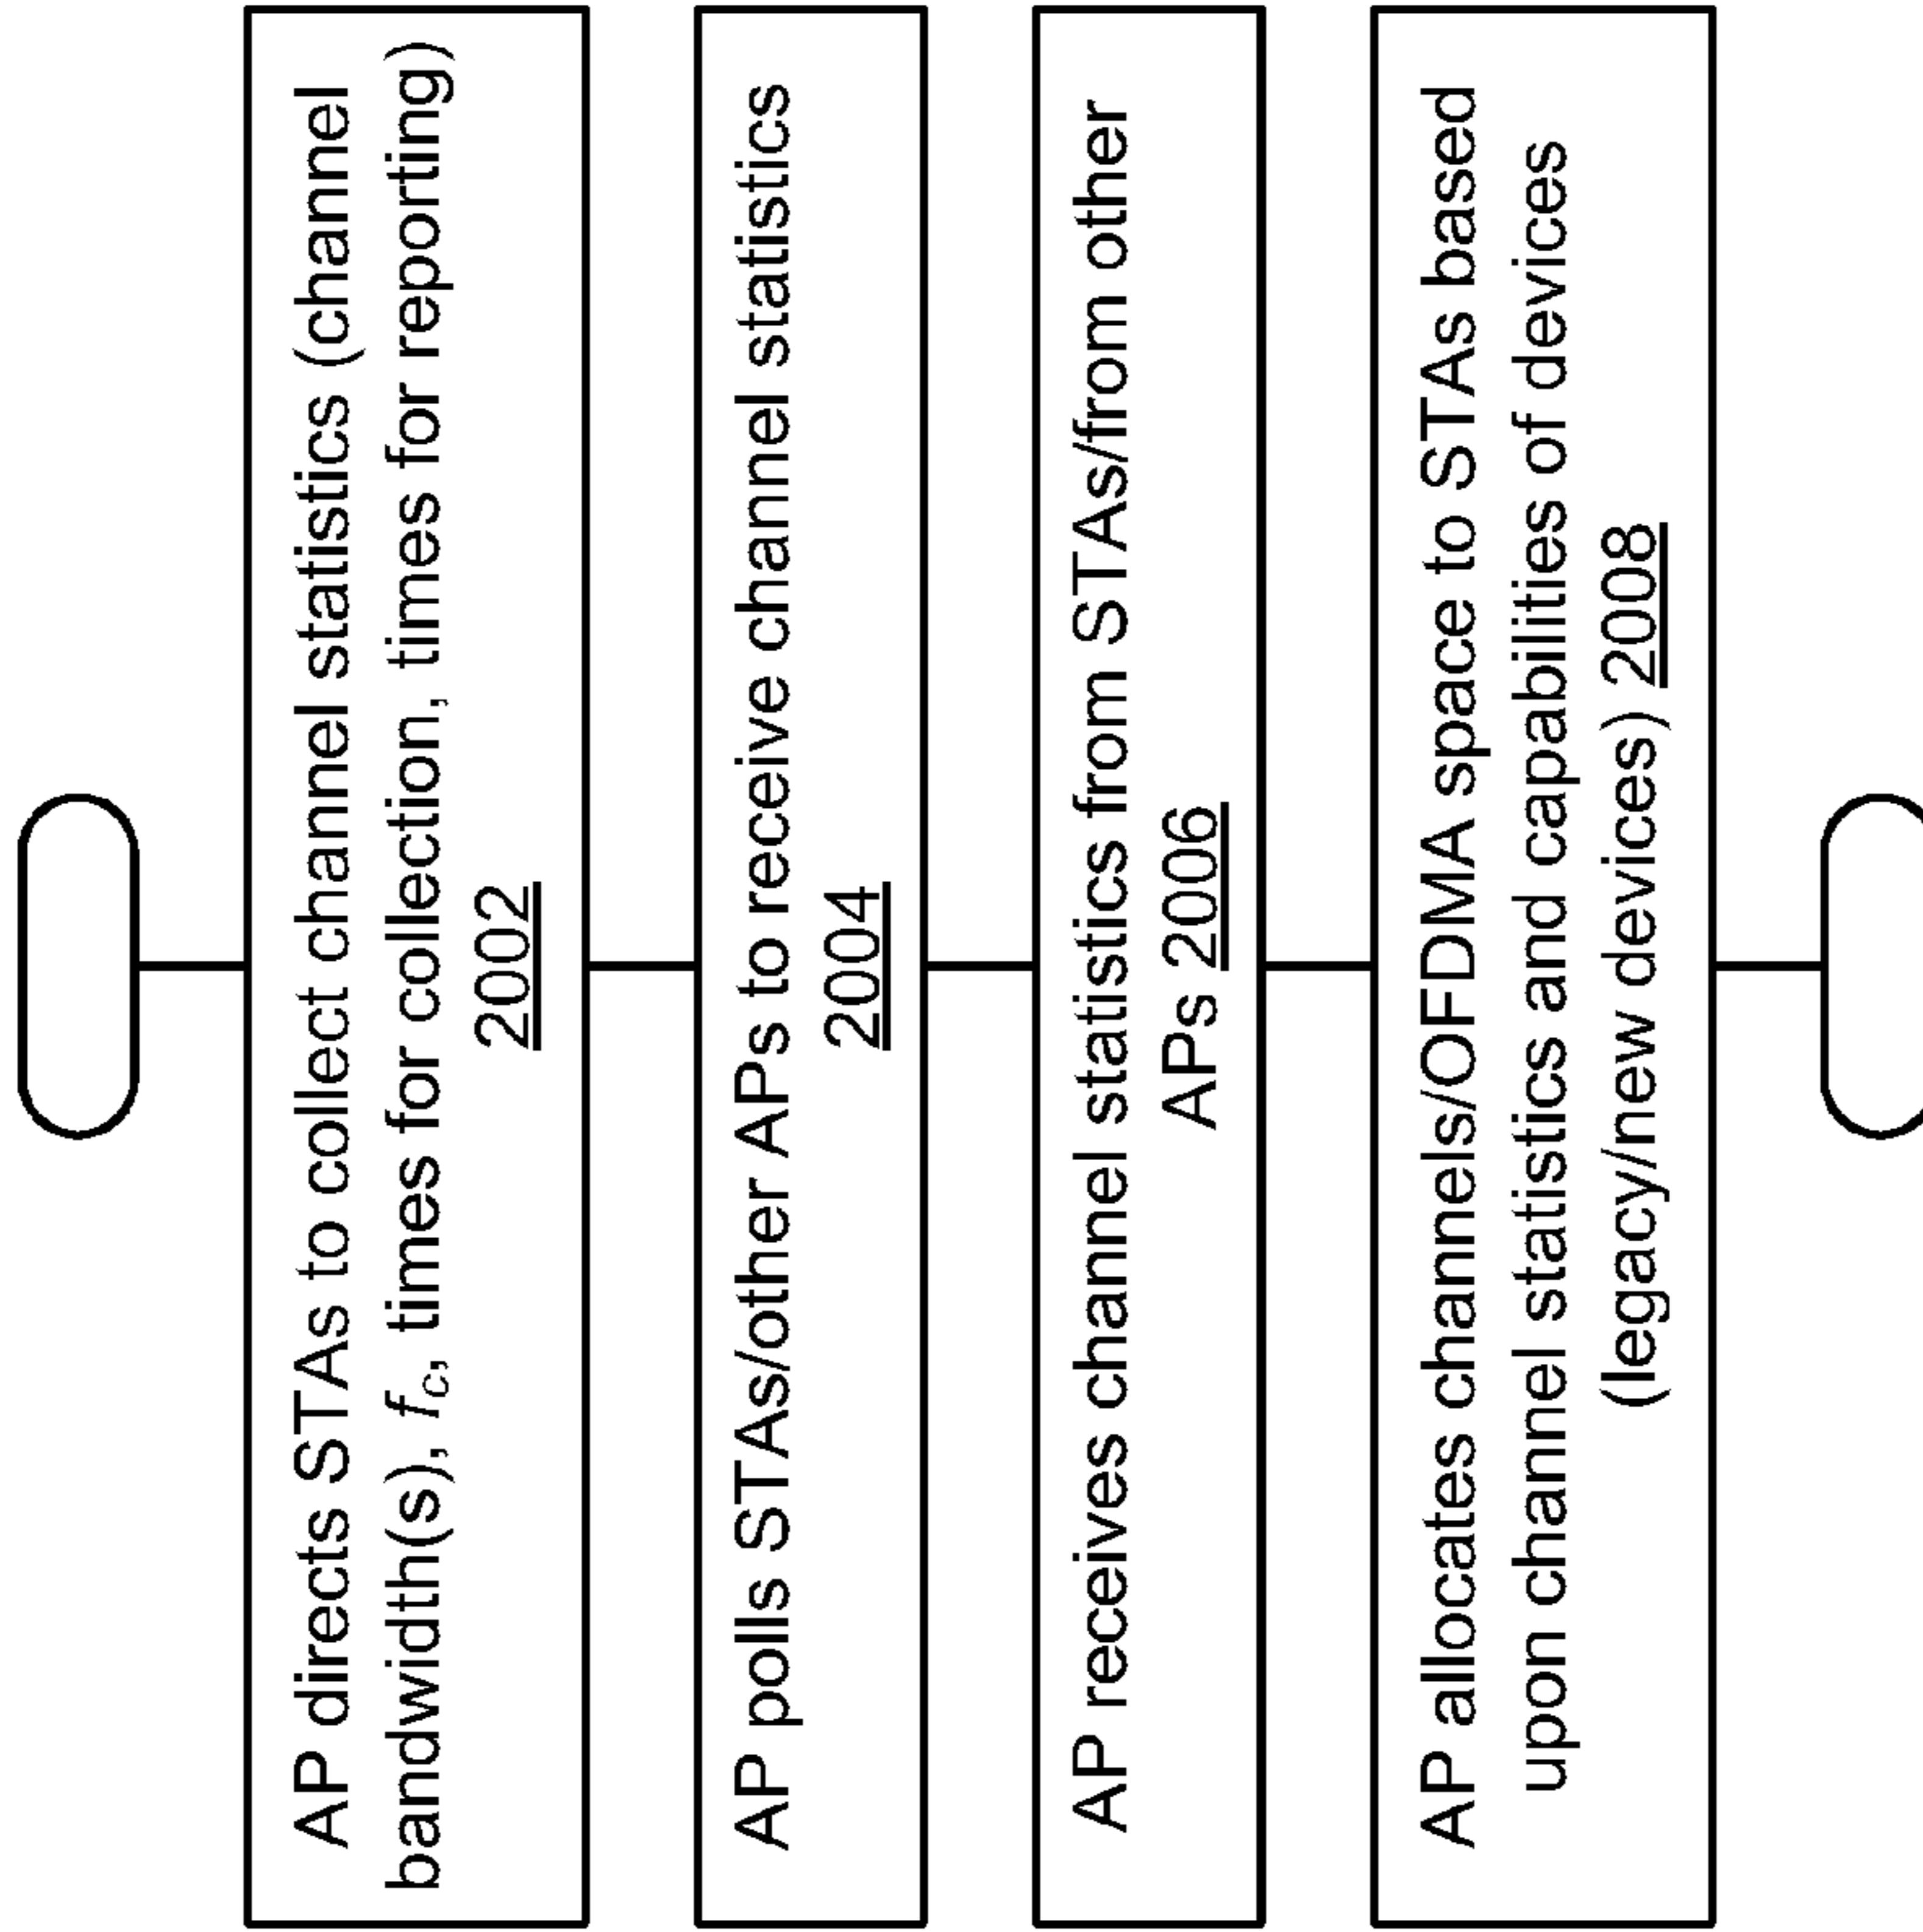 AP directs STAs to collect channel statistics (channel
bandwidth(s), fc, times for collection, times for reporting)
2002
AP polls STAs/other APs to receive channel statistics
2004
AP receives channel statistics from STAs/from other
APs 2006
AP allocates channels/OFDMA space to STAs based
upon channel statistics and capabilities of devices
(legacy/new devices) 2008